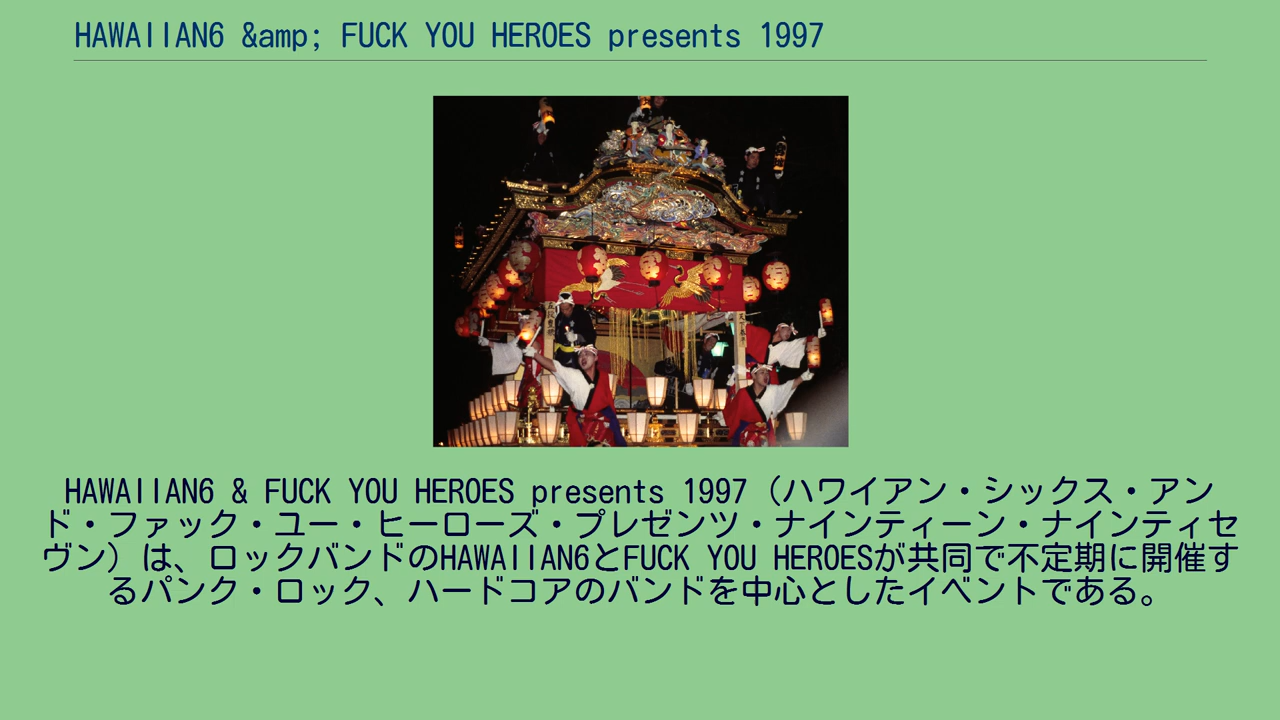 HAWAIIAN6 &amp; FUCK YOU HEROES presents 1997
HAWAIIAN6 & FUCK YOU HEROES presents 1997（ハワイアン・シックス・アン
ド・ファック・ユー・ヒーローズ・プレゼンツ・ナインティーン・ナインティセ
ヴン）は、ロックバンドのHAWAIIAN6とFUCK YOU HEROESが共同で不定期に開催す
るパンク・ロック、ハードコアのバンドを中心としたイベントである。